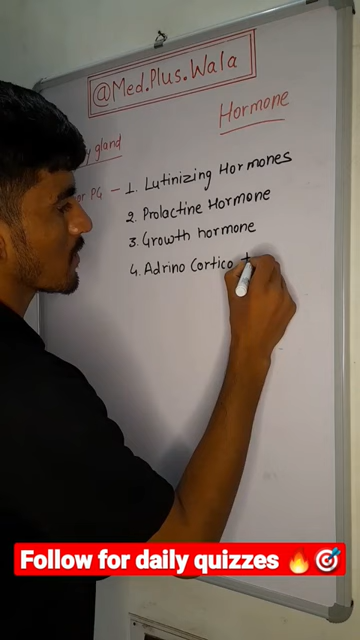 @Med.Plus.Wala
Hormone
y gland
or PG – 1. Lutinizing Hormones
2. Prolactine Hormone
3. Growth hormone
4. Adrino Cortico t
Follow for daily quizzes 🔥🎯